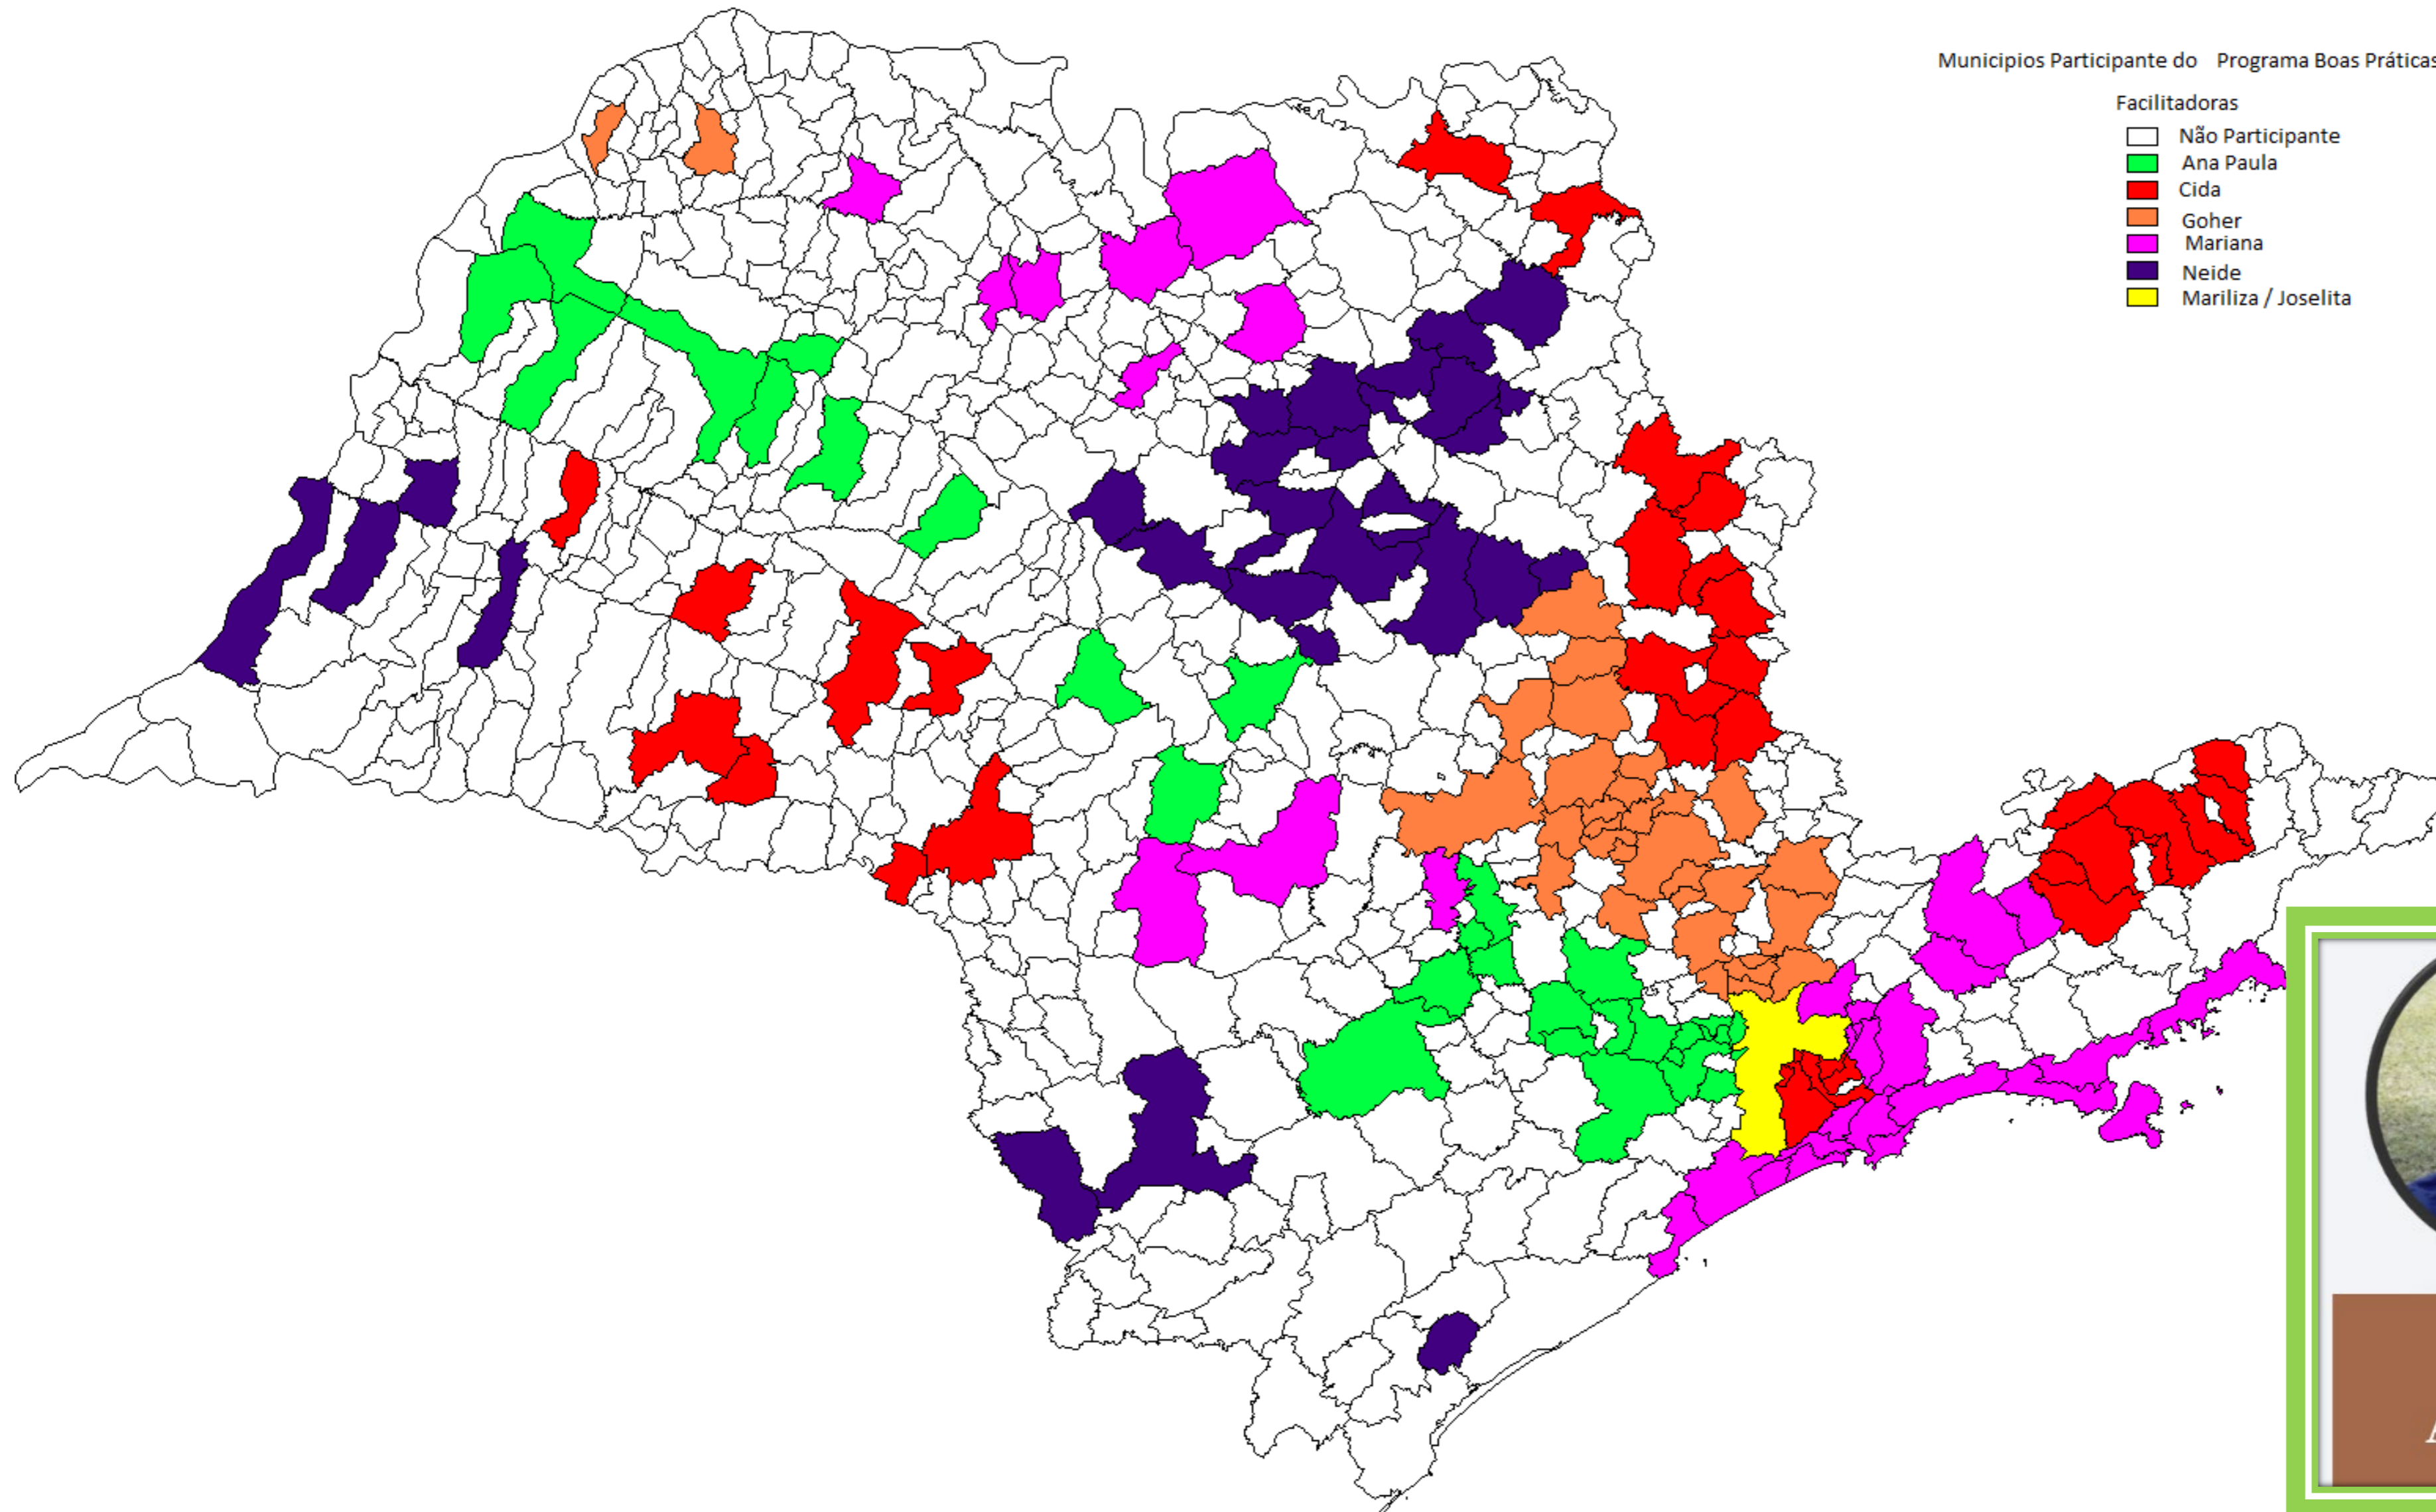 Municipios Participante do Programa Boas Práticas
Facilitadoras
Não Participante
Ana Paula
Cida
Goher
Mariana
Neide
Mariliza / Joselita